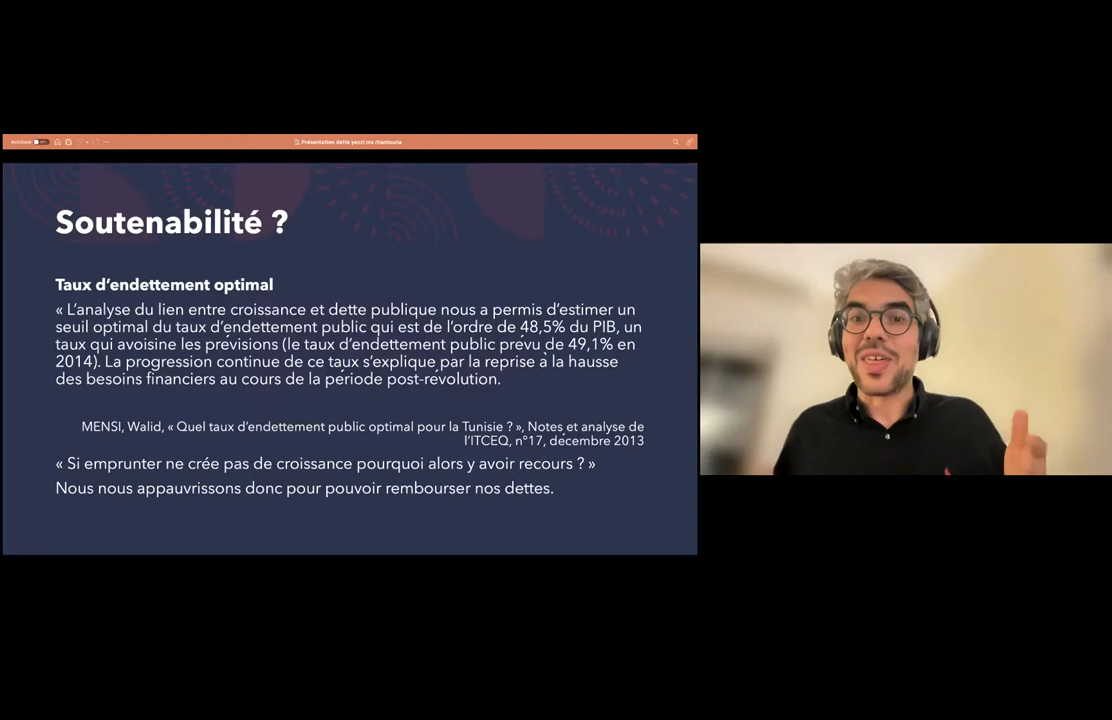 Présentation dette yezzi ma rhantouna
Soutenabilité ?
Taux d’endettement optimal
« L’analyse du lien entre croissance et dette publique nous a permis d’estimer un
seuil optimal du taux d’endettement public qui est de l’ordre de 48,5% du PIB, un
taux qui avoisine les prévisions (le taux d’endettement public prévu de 49,1% en
2014). La progression continue de ce taux s’explique par la reprise à la hausse
des besoins financiers au cours de la période post-revolution.
MENSI, Walid, « Quel taux d’endettement public optimal pour la Tunisie ? », Notes et analyse de
l’ITCEQ, n°17, décembre 2013
« Si emprunter ne crée pas de croissance pourquoi alors y avoir recours ? »
Nous nous appauvrissons donc pour pouvoir rembourser nos dettes.